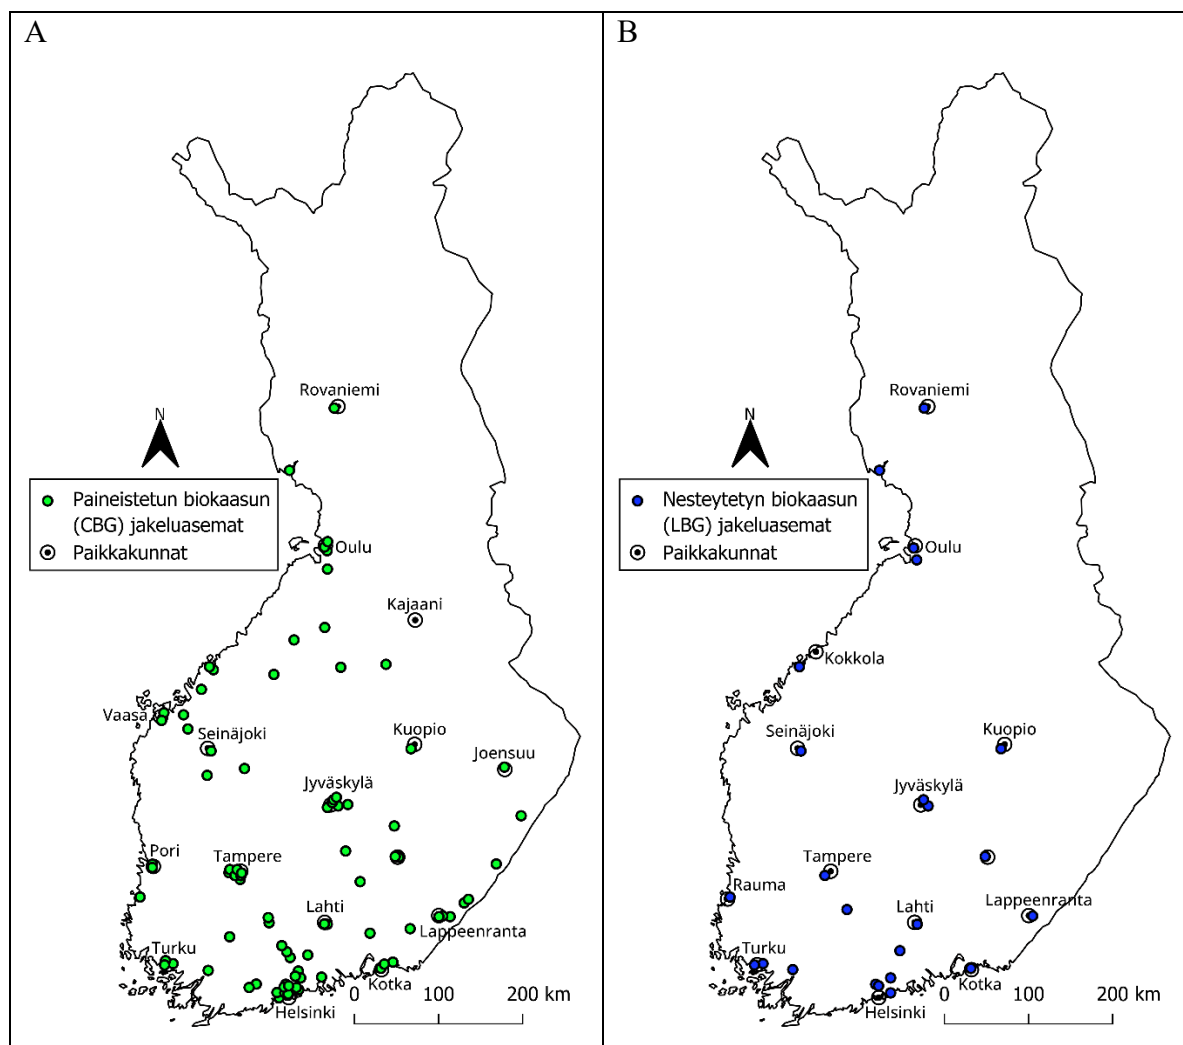 A
Rovaniemi
N
Paineistetun biokaasun
(CBG) jakeluasemat
Paikkakunnat
Oulu
Kajaani
Vaasa
Seinäjoki
Kuopio
Joensuu
Jyväskylä
Pori
Tampere
Lahti
Lappeenranta
Turku
Kotka
Helsinki
0 100 200 km
B
Rovaniemi
N
Nesteytetyn biokaasun
(LBG) jakeluasemat
Paikkakunnat
Oulu
Kokkola
Seinäjoki
Kuopio
Jyväskylä
Tampere
Rauma
Lahti
Lappeenranta
Turku
Kotka
Helsinki
0 100 200 km